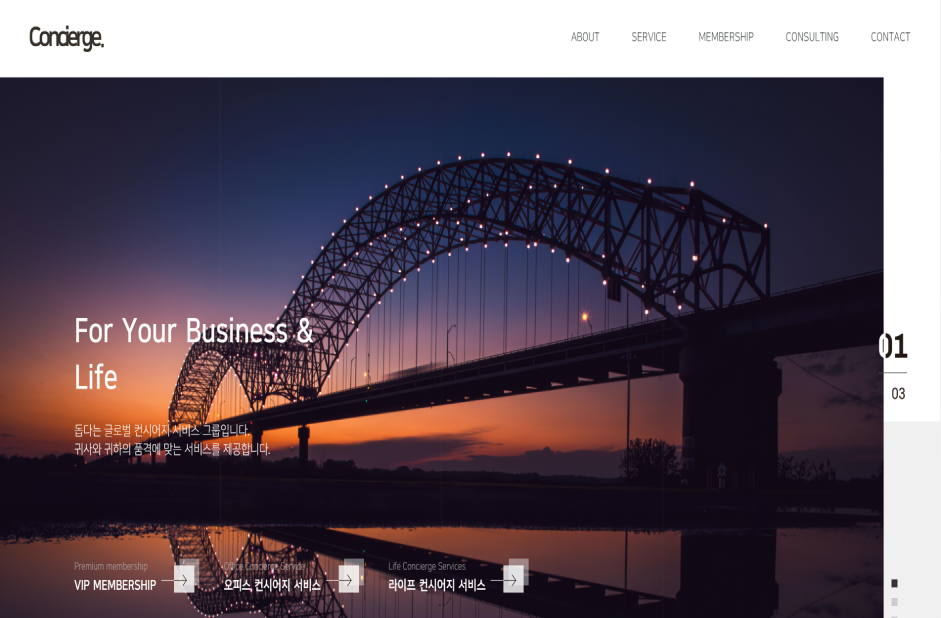 Concierge.
ABOUT SERVICE MEMBERSHIP CONSULTING CONTACT
For Your Business &
Life
돕다는 글로벌 컨시어지 서비스 그룹입니다.
귀사와 귀하의 품격에 맞는 서비스를 제공합니다.
01
03
Premium membership
VIP MEMBERSHIP
Office Concierge Service
오피스 컨시어지 서비스
Life Concierge Services
라이프 컨시어지 서비스